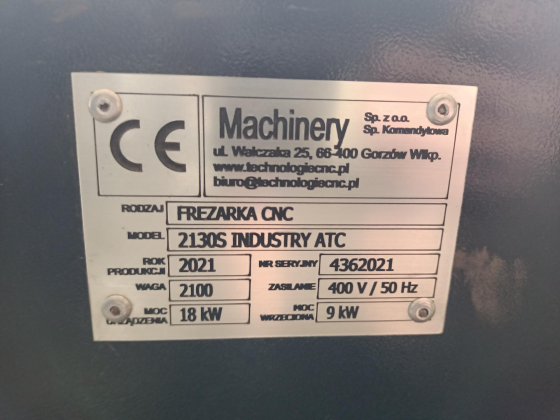 CE
Machinery Sp. z o.o.
Sp. Komandytowa
ul. Walczaka 25, 66-400 Gorzów Wlkp.
www.technologiecnc.pl
biuro@technologiecnc.pl
RODZAJ FREZARKA CNC
MODEL 2130S INDUSTRY ATC
ROK PRODUKCJI 2021 NR SERYJNY 4362021
WAGA 2100 ZASILANIE 400 V / 50 Hz
MOC URZĄDZENIA 18 kW MOC WRZECIONA 9 kW